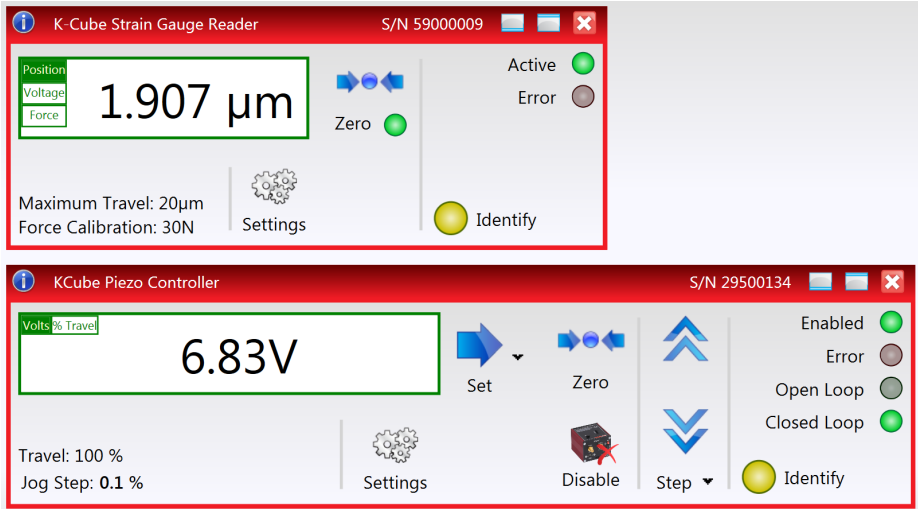 K-Cube Strain Gauge Reader S/N 59000009
Position
Voltage
Force
1.907 µm
Zero
Active
Error
Maximum Travel: 20µm
Force Calibration: 30N
Settings
Identify
KCube Piezo Controller S/N 29500134
Volts % Travel
6.83V
Set
Zero
Enabled
Error
Open Loop
Closed Loop
Travel: 100 %
Jog Step: 0.1 %
Settings
Disable
Step
Identify